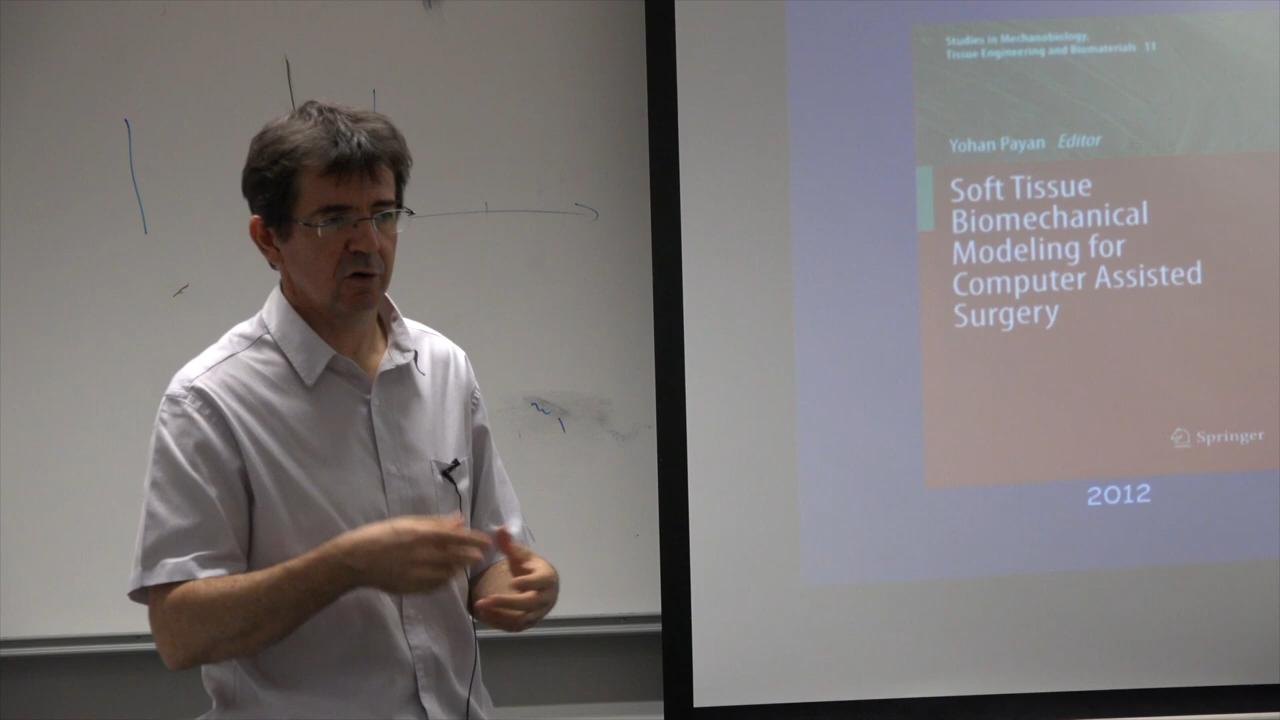 Studies in Mechanobiology,
Tissue Engineering and Biomaterials 11
Yohan Payan Editor
Soft Tissue
Biomechanical
Modeling for
Computer Assisted
Surgery
Springer
2012